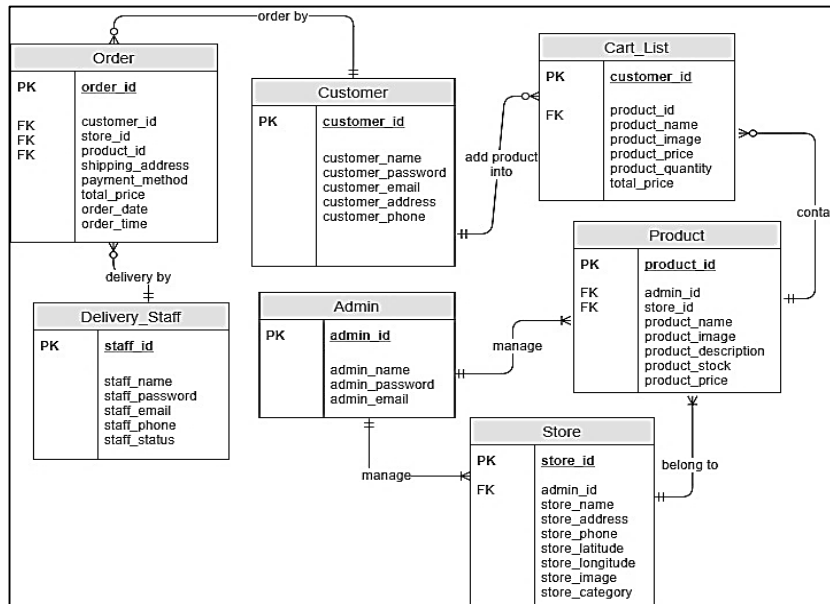 order by
Order
PK order_id
FK customer_id
FK store_id
FK product_id
shipping_address
payment_method
total_price
order_date
order_time
Customer
PK customer_id
customer_name
customer_password
customer_email
customer_address
customer_phone
Cart_List
PK customer_id
FK product_id
product_name
product_image
product_price
product_quantity
total_price
add product
into
conta
delivery by
Delivery_Staff
PK staff_id
staff_name
staff_password
staff_email
staff_phone
staff_status
Admin
PK admin_id
admin_name
admin_password
admin_email
manage
Product
PK product_id
FK admin_id
FK store_id
product_name
product_image
product_description
product_stock
product_price
manage
Store
PK store_id
FK admin_id
store_name
store_address
store_phone
store_latitude
store_longitude
store_image
store_category
belong to